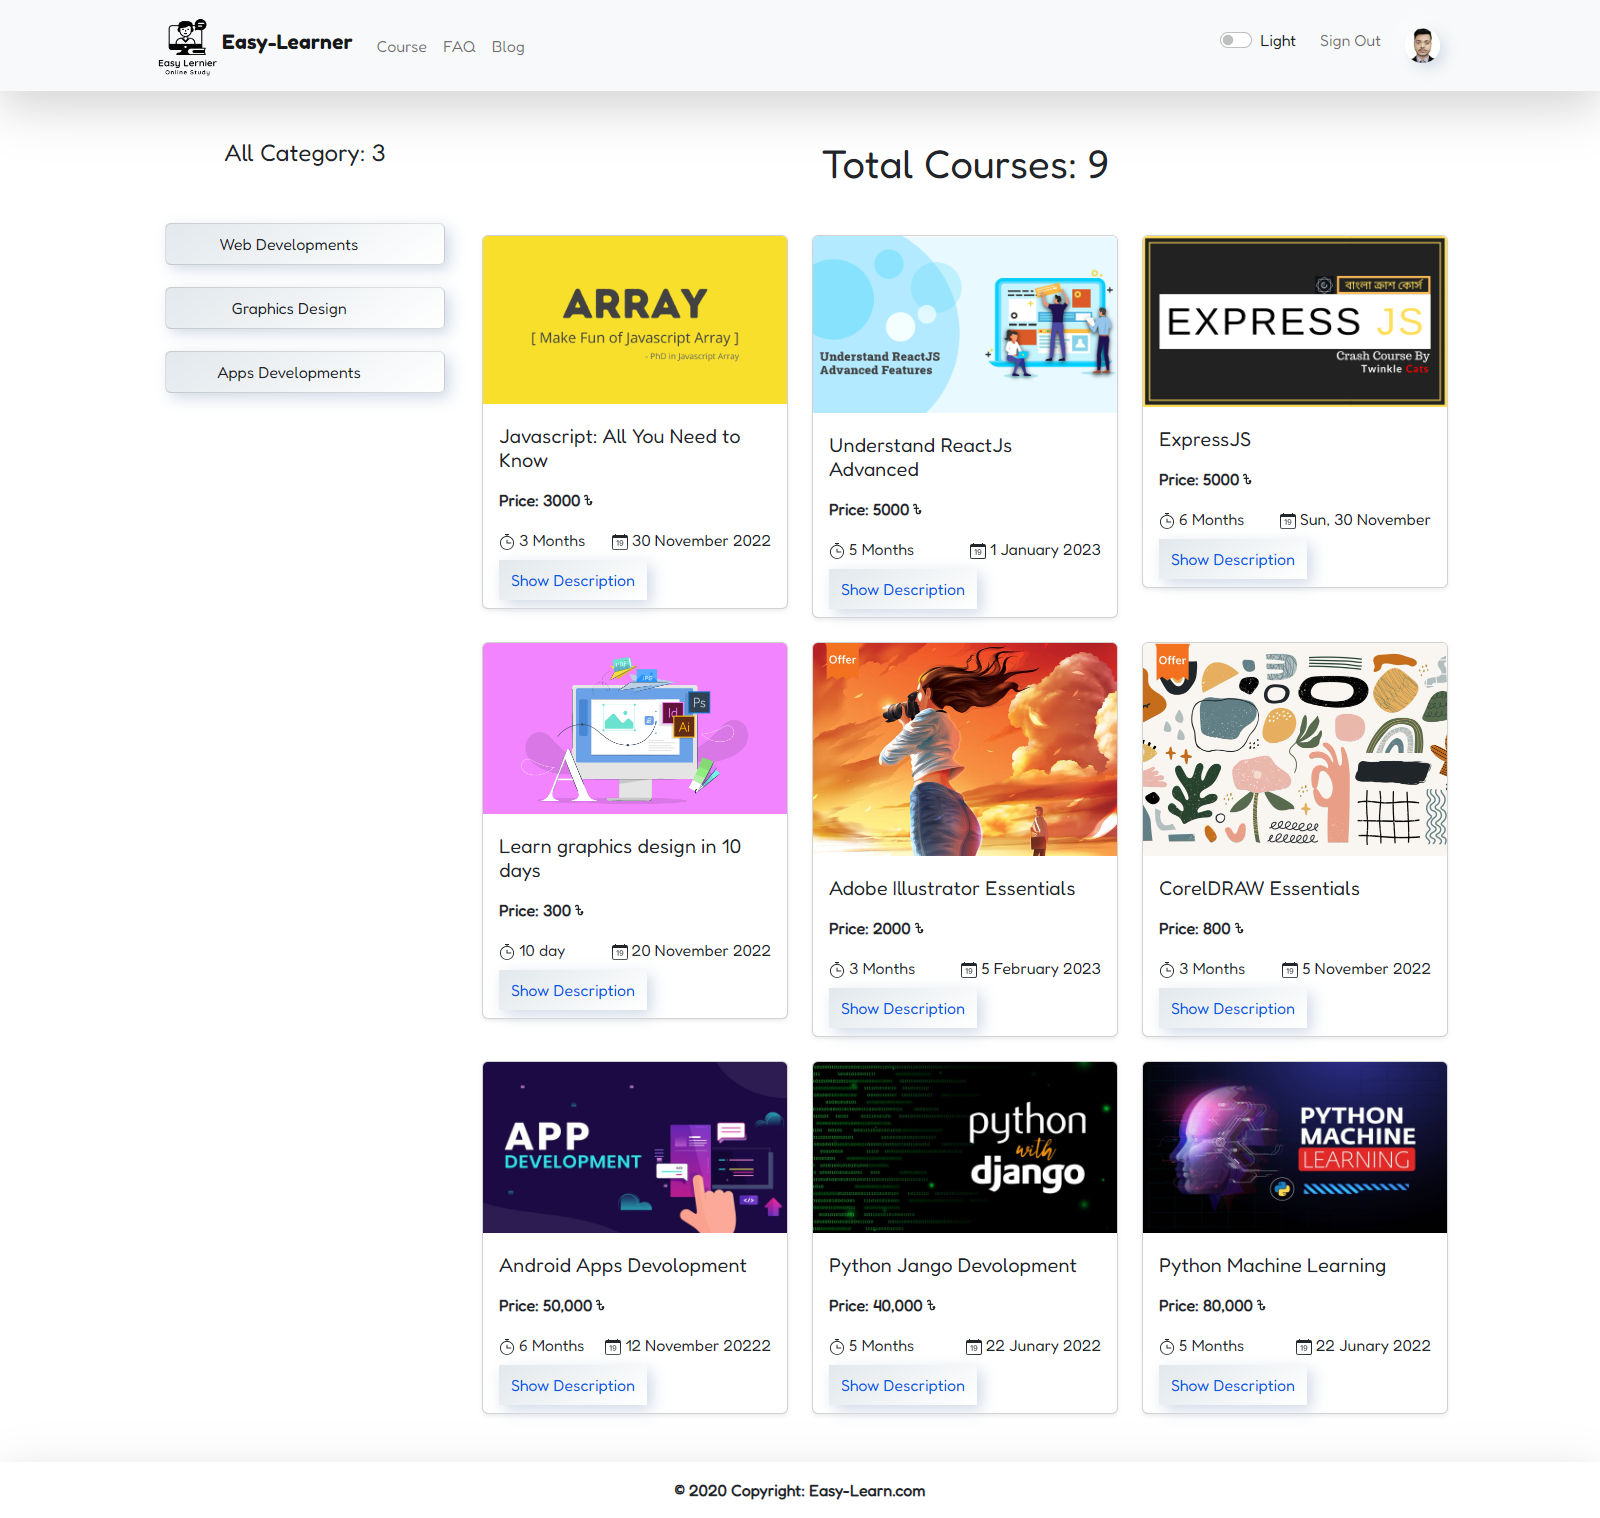 Easy Lernier
Online Study
Easy-Learner
Course
FAQ
Blog
Light
Sign Out
All Category: 3
Total Courses: 9
Web Developments
Graphics Design
Apps Developments
ARRAY
[ Make Fun of Javascript Array ]
- PhD in Javascript Array
Javascript: All You Need to
Know
Price: 3000 ৳
3 Months
30 November 2022
Show Description
Understand ReactJS
Advanced Features
Understand ReactJs
Advanced
Price: 5000 ৳
5 Months
1 January 2023
Show Description
বাংলা ক্রাশ কোর্স
EXPRESS JS
Crash Course By
Twinkle Cats
ExpressJS
Price: 5000 ৳
6 Months
Sun, 30 November
Show Description
Ps
Id
Ai
A
Learn graphics design in 10
days
Price: 300 ৳
10 day
20 November 2022
Show Description
Offer
Adobe Illustrator Essentials
Price: 2000 ৳
3 Months
5 February 2023
Show Description
Offer
CorelDRAW Essentials
Price: 800 ৳
3 Months
5 November 2022
Show Description
APP
DEVELOPMENT
</>
Android Apps Devolopment
Price: 50,000 ৳
6 Months
12 November 20222
Show Description
python
with
django
Python Jango Devolopment
Price: 40,000 ৳
5 Months
22 Junary 2022
Show Description
PYTHON
MACHINE
LEARNING
Python Machine Learning
Price: 80,000 ৳
5 Months
22 Junary 2022
Show Description
© 2020 Copyright: Easy-Learn.com